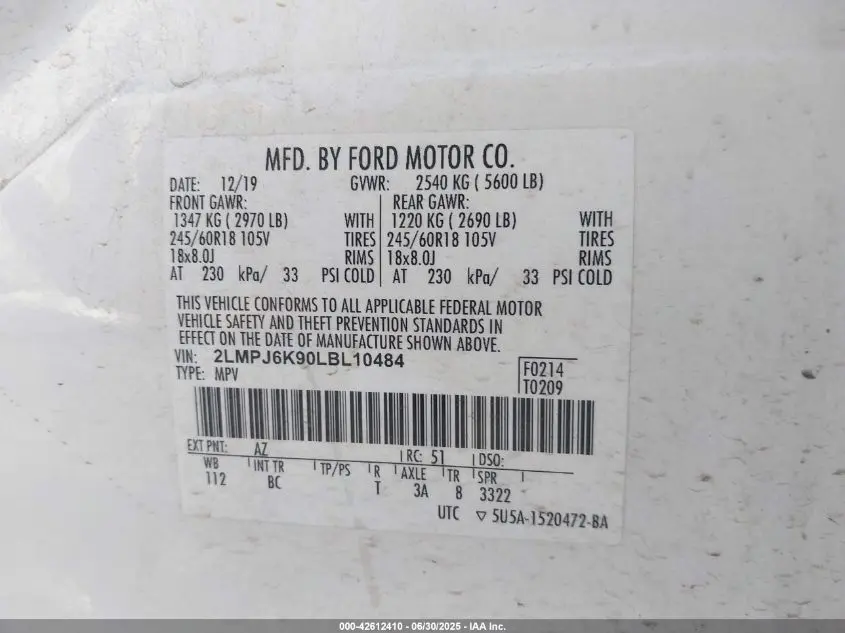 MFD. BY FORD MOTOR CO.
DATE: 12/19 GVWR: 2540 KG ( 5600 LB)
FRONT GAWR: REAR GAWR:
1347 KG ( 2970 LB) WITH 1220 KG ( 2690 LB) WITH
245/60R18 105V TIRES 245/60R18 105V TIRES
18x8.0J RIMS 18x8.0J RIMS
AT 230 kPa/ 33 PSI COLD AT 230 kPa/ 33 PSI COLD
THIS VEHICLE CONFORMS TO ALL APPLICABLE FEDERAL MOTOR
VEHICLE SAFETY AND THEFT PREVENTION STANDARDS IN
EFFECT ON THE DATE OF MANUFACTURE SHOWN ABOVE.
VIN: 2LMPJ6K90LBL10484
TYPE: MPV
F0214
T0209
EXT PNT: AZ RC: 51 DSO:
WB INT TR TP/PS R AXLE TR SPR
112 BC T 3A 8 3322
UTC ▽ 5U5A-1520472-BA
000-42612410 - 06/30/2025 - IAA Inc.